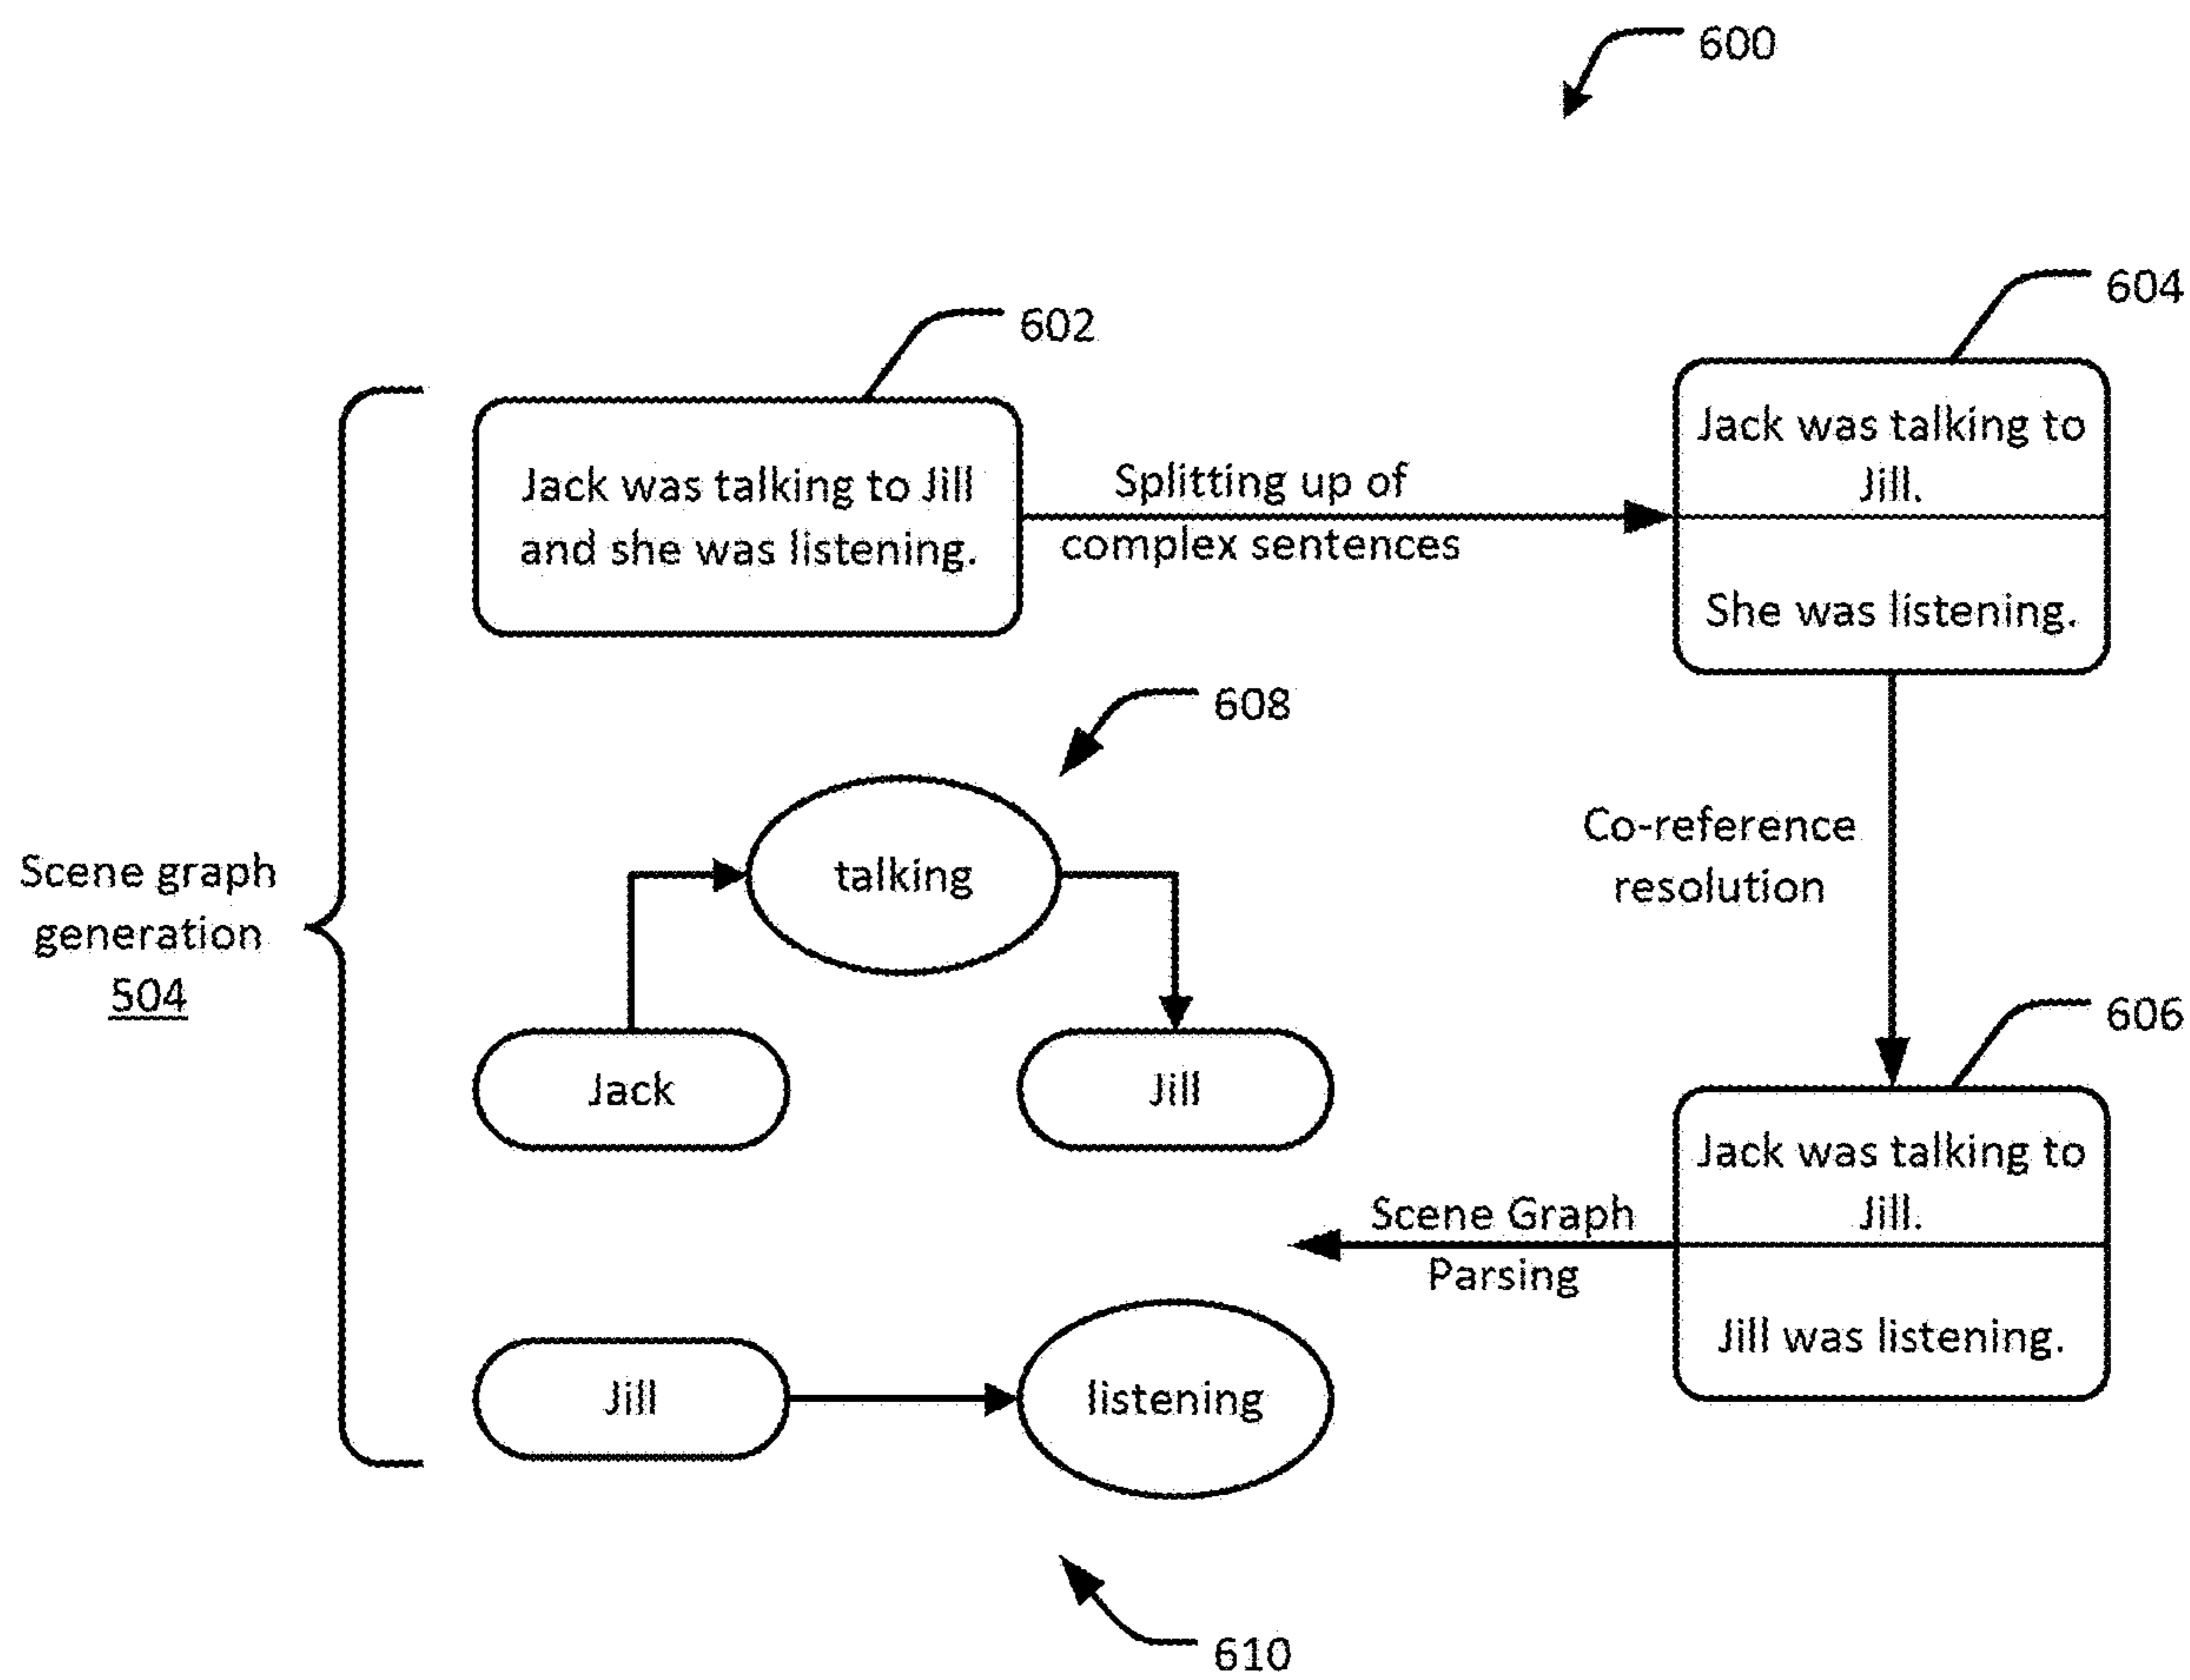 600
604
602
Jack was talking to
Jill.
She was listening.
Jack was talking to Jill
and she was listening.
Splitting up of
complex sentences
608
talking
Co-reference
resolution
Scene graph
generation
504
606
Jack
Jill
Jack was talking to
Jill.
Jill was listening.
Scene Graph
Parsing
Jill
listening
610